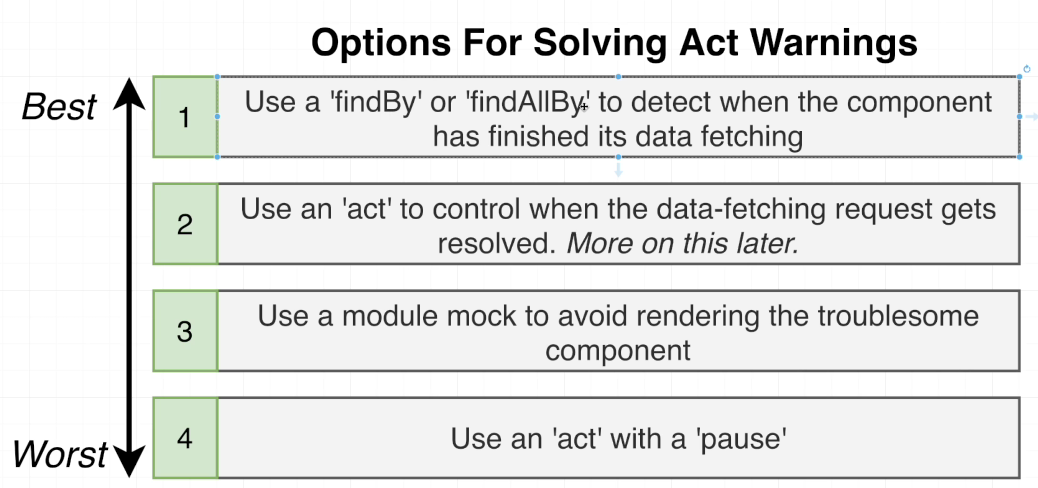 Options For Solving Act Warnings
Best
1
Use a 'findBy' or 'findAllBy' to detect when the component
has finished its data fetching
2
Use an 'act' to control when the data-fetching request gets
resolved. More on this later.
3
Use a module mock to avoid rendering the troublesome
component
4
Use an 'act' with a 'pause'
Worst